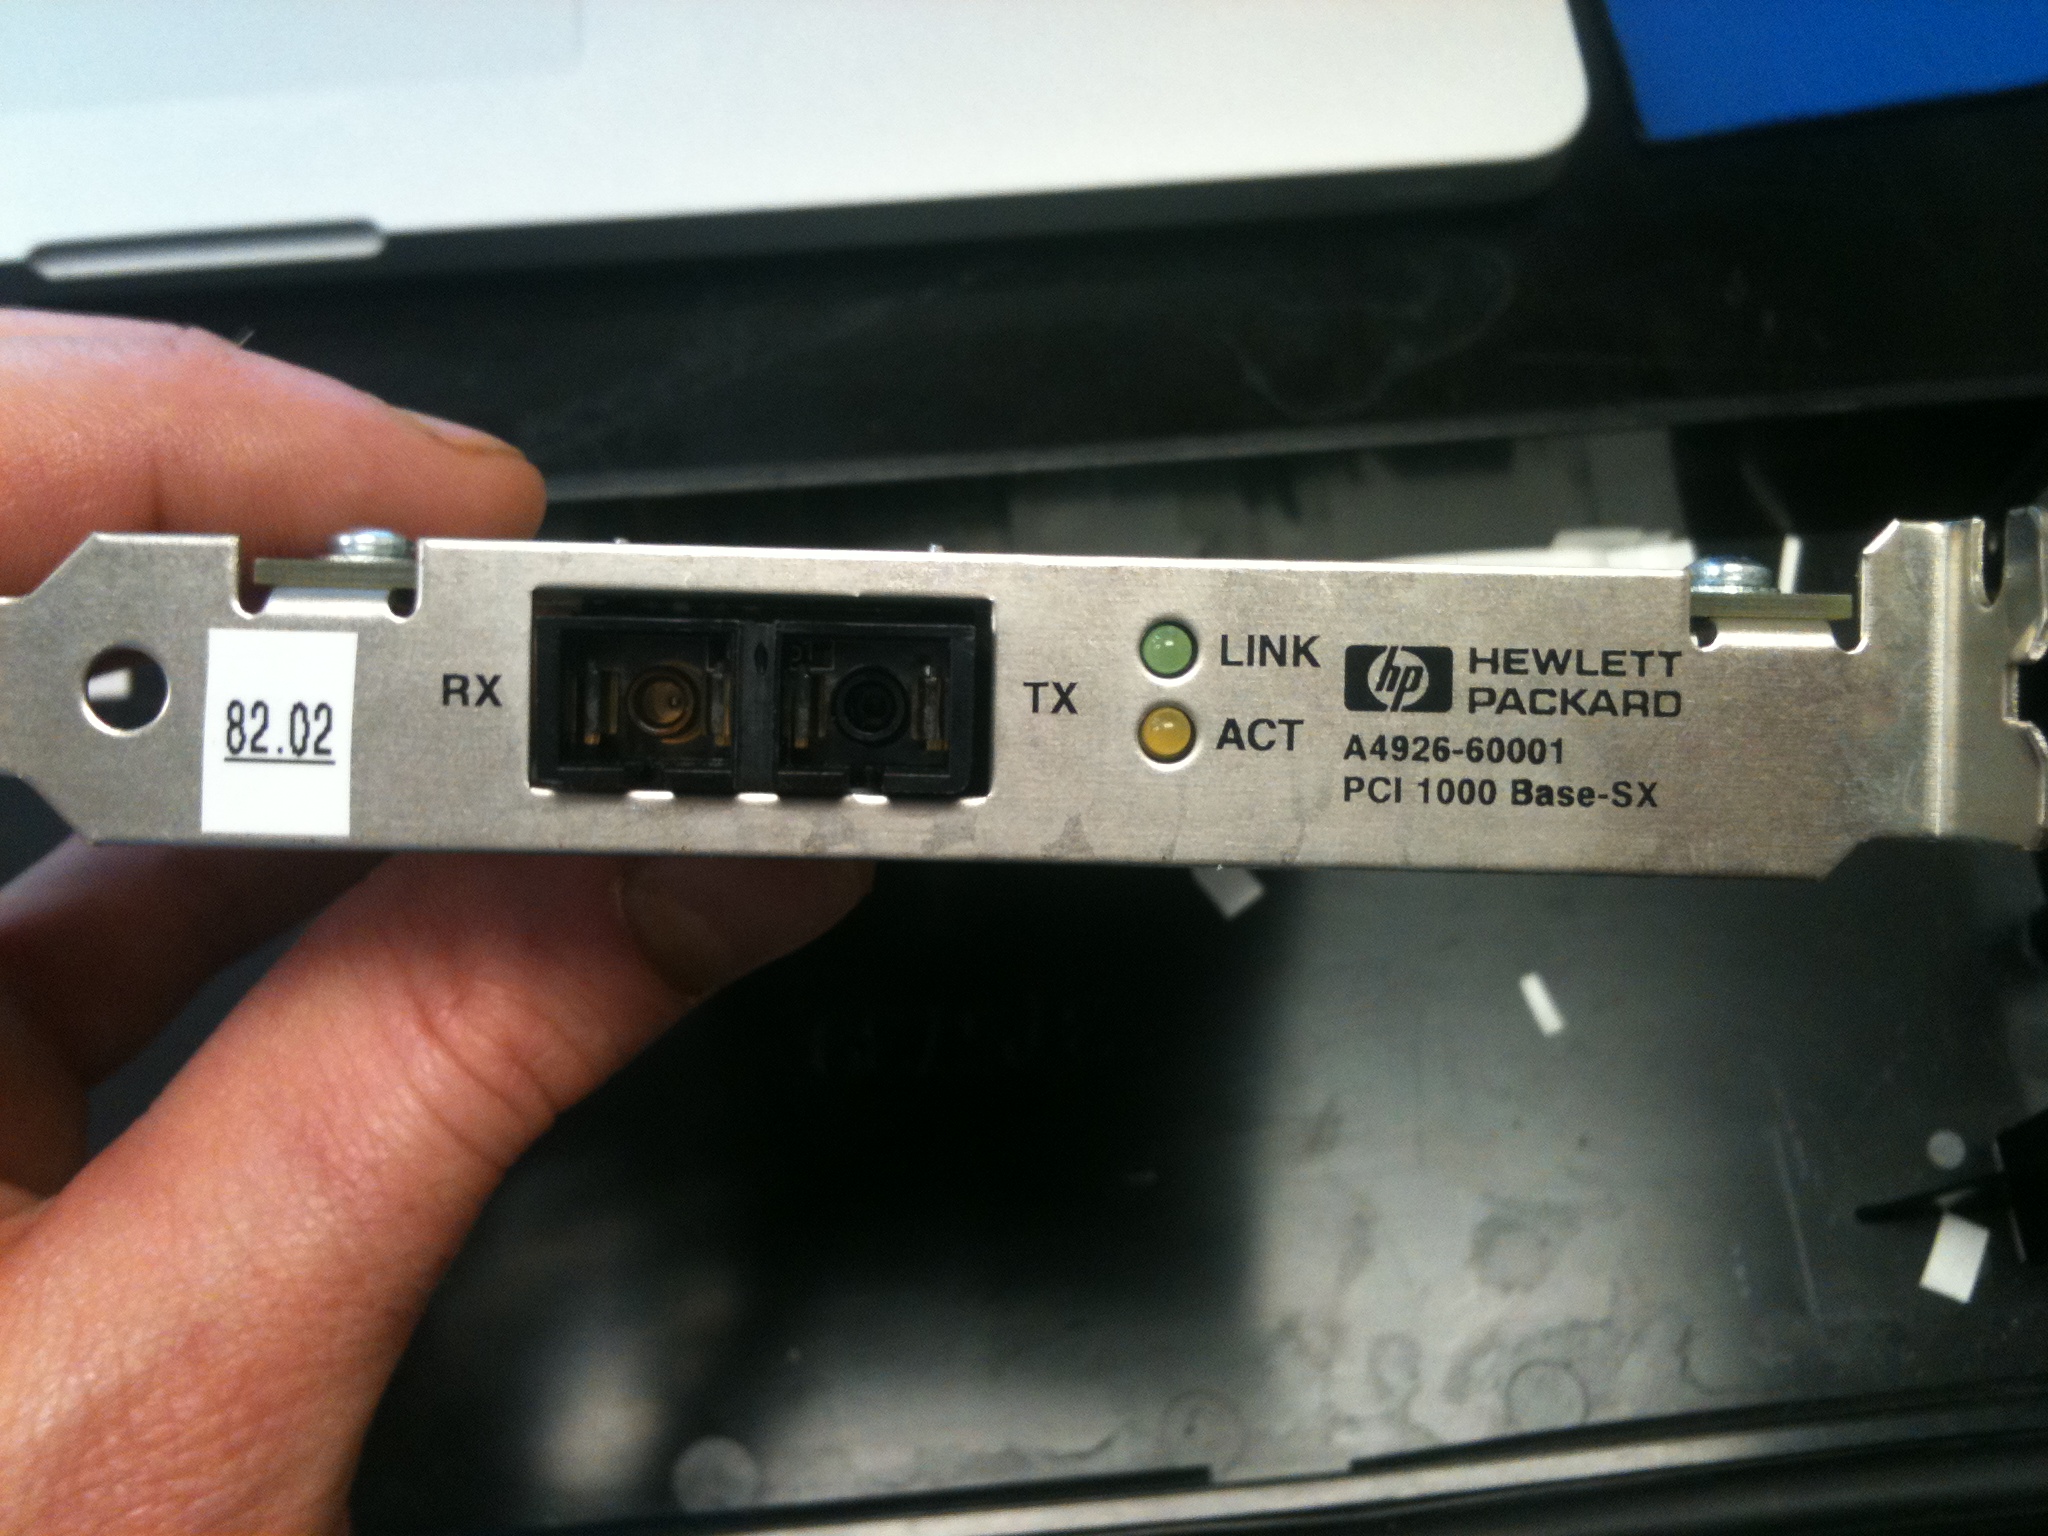 82.02
RX
TX
LINK
ACT
hp
HEWLETT
PACKARD
A4926-60001
PCI 1000 Base-SX